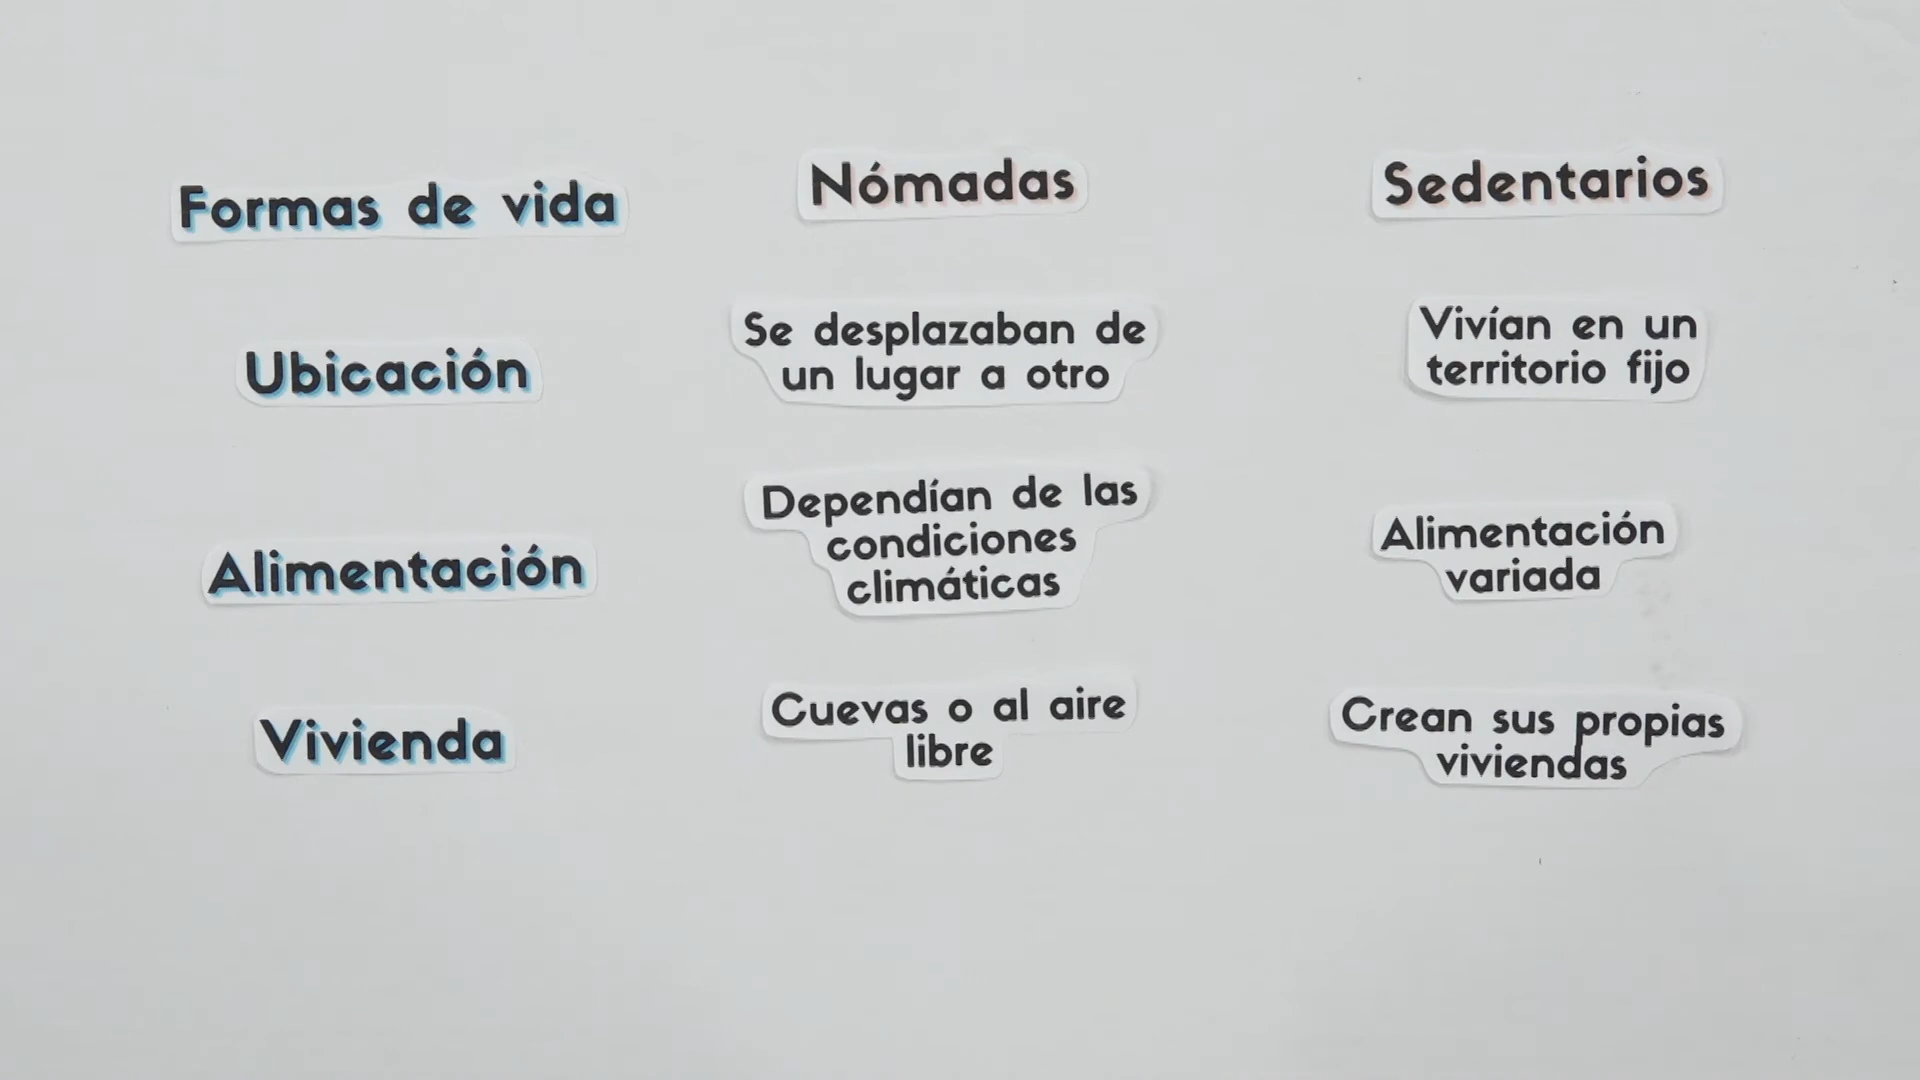 Formas de vida
Nómadas
Sedentarios
Ubicación
Se desplazaban de
un lugar a otro
Vivían en un
territorio fijo
Alimentación
Dependían de las
condiciones
climáticas
Alimentación
variada
Vivienda
Cuevas o al aire
libre
Crean sus propias
viviendas